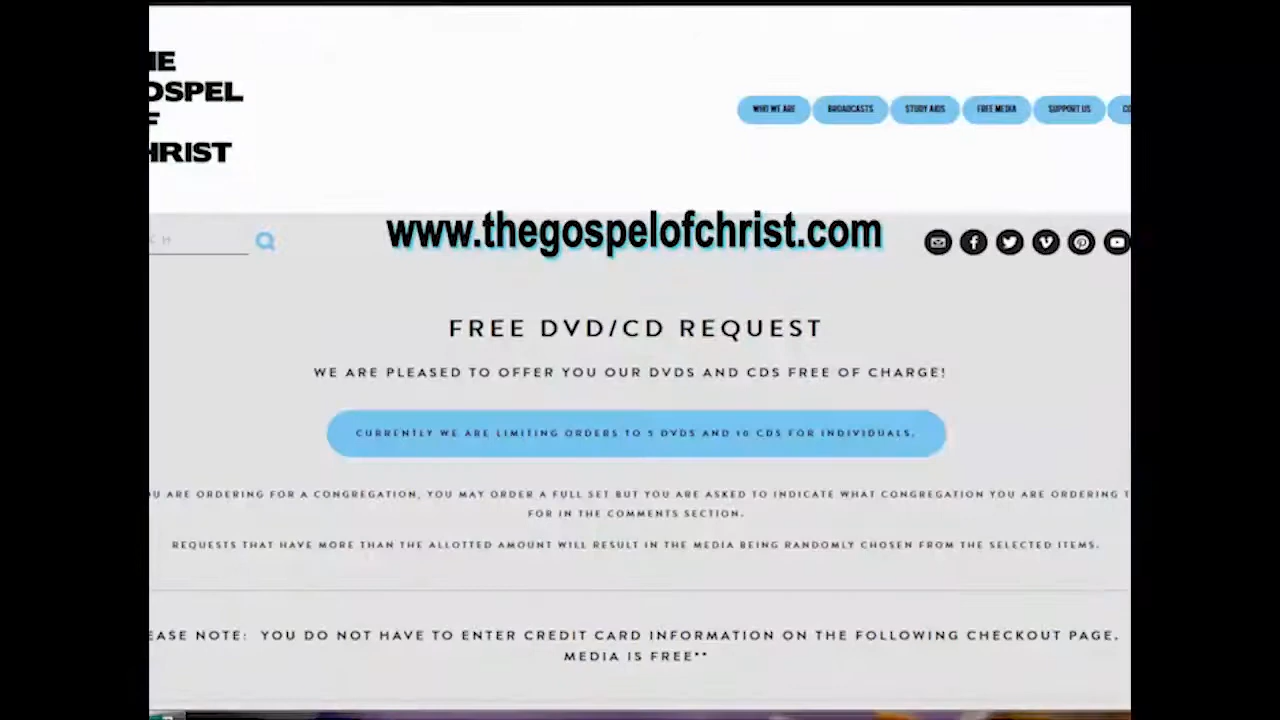 HE
OSPEL
F
HRIST
WHO WE ARE
BROADCASTS
STUDY AIDS
FREE MEDIA
SUPPORT US
CO
C H
www.thegospelofchrist.com
FREE DVD/CD REQUEST
WE ARE PLEASED TO OFFER YOU OUR DVDS AND CDS FREE OF CHARGE!
CURRENTLY WE ARE LIMITING ORDERS TO 5 DVDS AND 10 CDS FOR INDIVIDUALS.
OU ARE ORDERING FOR A CONGREGATION, YOU MAY ORDER A FULL SET BUT YOU ARE ASKED TO INDICATE WHAT CONGREGATION YOU ARE ORDERING T
FOR IN THE COMMENTS SECTION.
REQUESTS THAT HAVE MORE THAN THE ALLOTTED AMOUNT WILL RESULT IN THE MEDIA BEING RANDOMLY CHOSEN FROM THE SELECTED ITEMS.
EASE NOTE: YOU DO NOT HAVE TO ENTER CREDIT CARD INFORMATION ON THE FOLLOWING CHECKOUT PAGE,
MEDIA IS FREE**